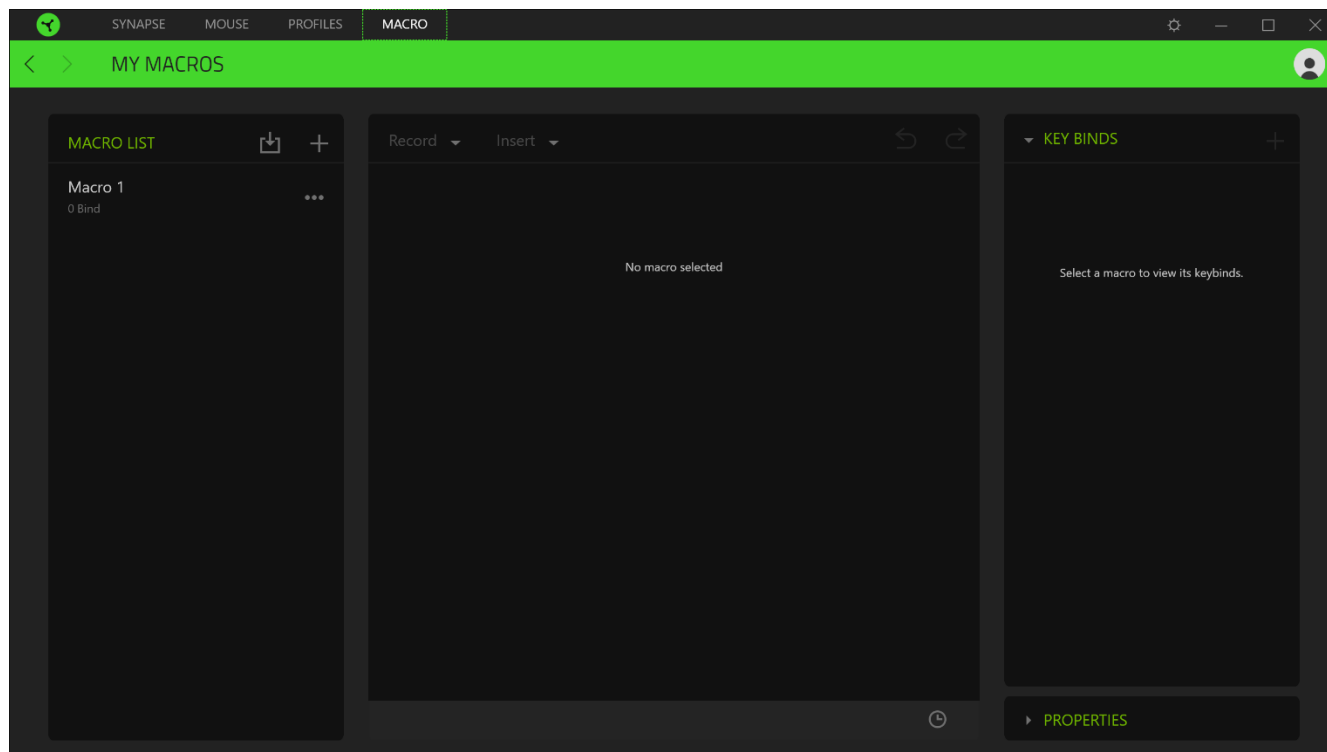 SYNAPSE MOUSE PROFILES MACRO
MY MACROS
MACRO LIST
Macro 1
0 Bind
Record Insert
No macro selected
KEY BINDS
Select a macro to view its keybinds.
PROPERTIES